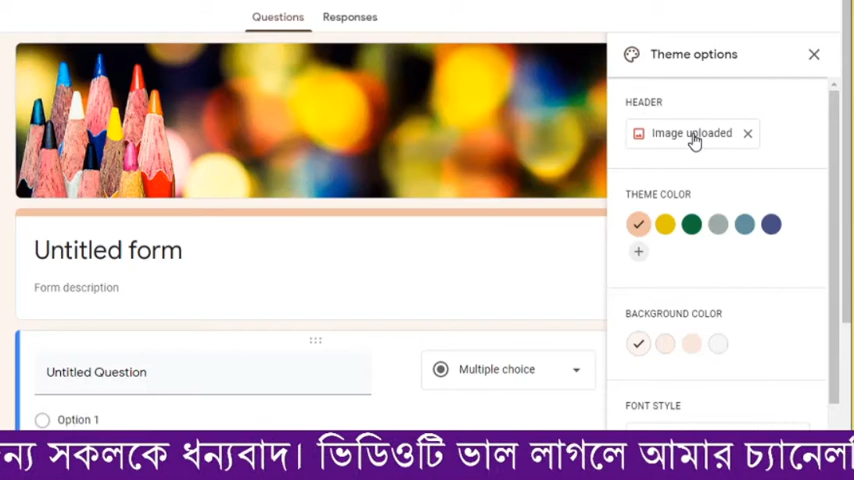 Questions Responses
Theme options
HEADER
Image uploaded
THEME COLOR
Untitled form
Form description
BACKGROUND COLOR
Untitled Question
Multiple choice
Option 1
FONT STYLE
সকলকে ধন্যবাদ। ভিডিওটি ভাল লাগলে আমার